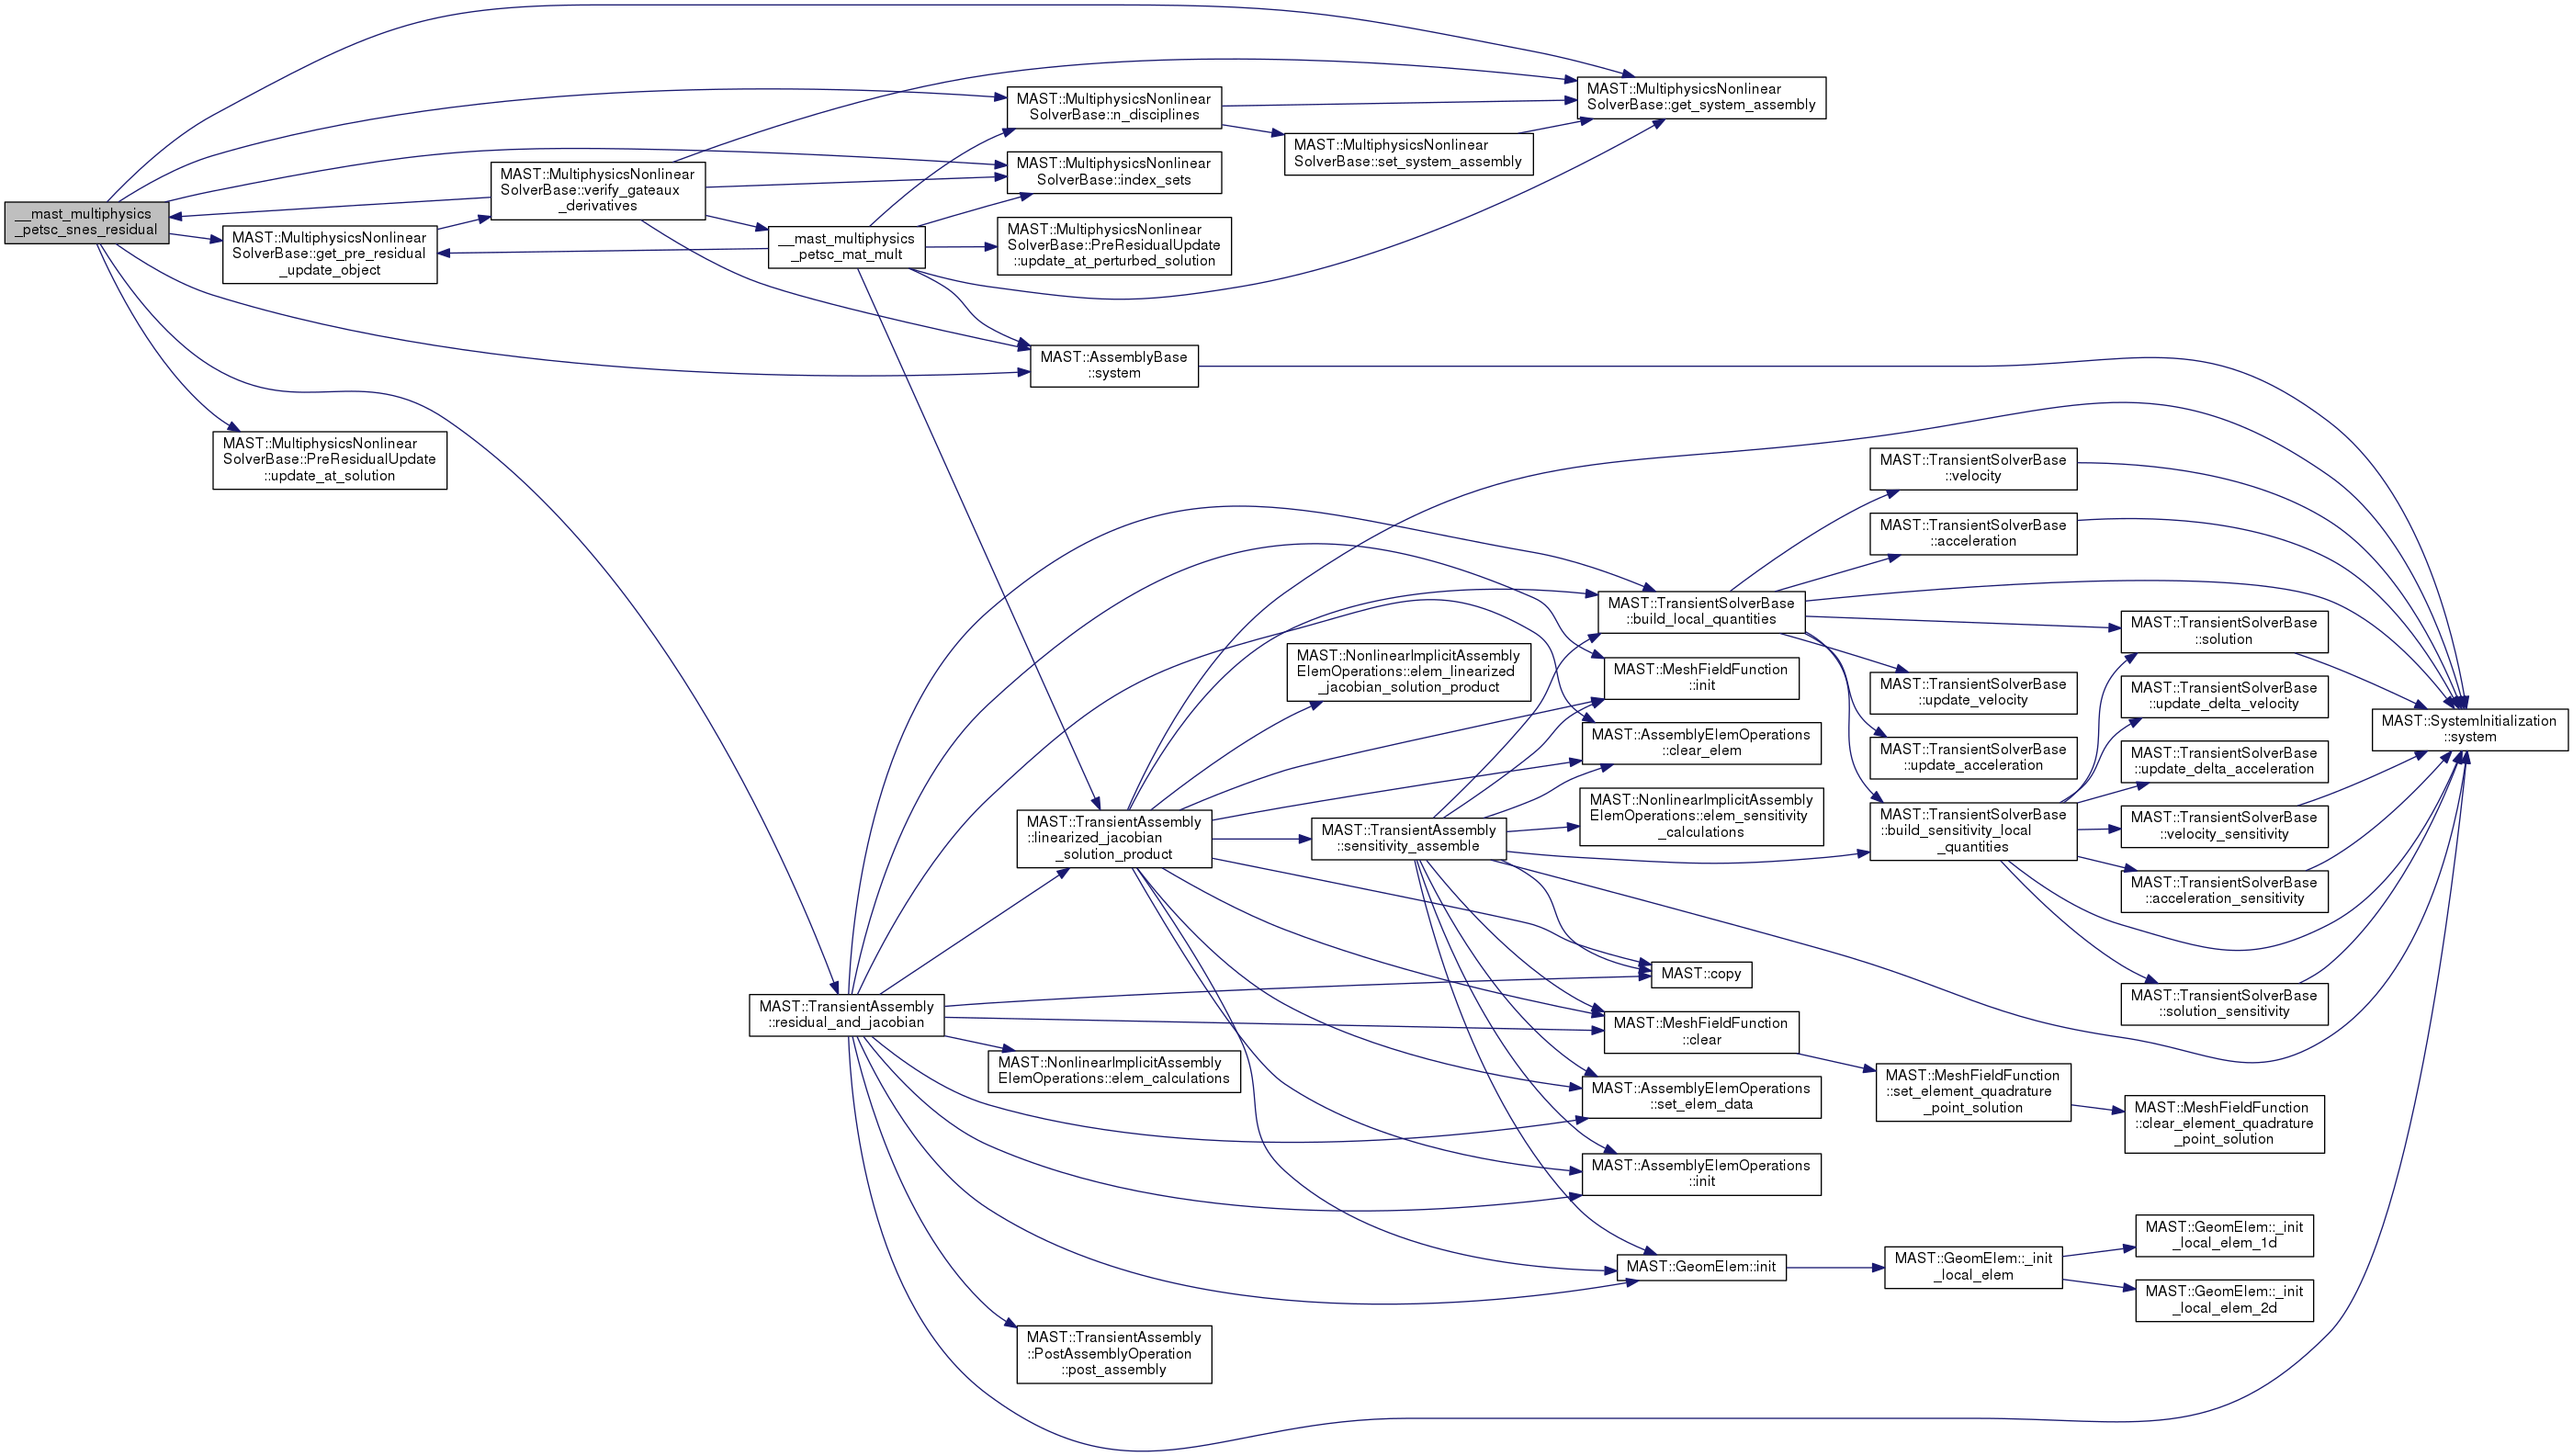 __mast_multiphysics
_petsc_snes_residual
MAST::MultiphysicsNonlinear
SolverBase::get_pre_residual
_update_object
MAST::MultiphysicsNonlinear
SolverBase::PreResidualUpdate
::update_at_solution
MAST::MultiphysicsNonlinear
SolverBase::verify_gateaux
_derivatives
__mast_multiphysics
_petsc_mat_mult
MAST::MultiphysicsNonlinear
SolverBase::n_disciplines
MAST::MultiphysicsNonlinear
SolverBase::index_sets
MAST::MultiphysicsNonlinear
SolverBase::PreResidualUpdate
::update_at_perturbed_solution
MAST::AssemblyBase
::system
MAST::MultiphysicsNonlinear
SolverBase::set_system_assembly
MAST::MultiphysicsNonlinear
SolverBase::get_system_assembly
MAST::TransientAssembly
::residual_and_jacobian
MAST::TransientAssembly
::linearized_jacobian
_solution_product
MAST::NonlinearImplicitAssembly
ElemOperations::elem_calculations
MAST::TransientAssembly
::PostAssemblyOperation
::post_assembly
MAST::NonlinearImplicitAssembly
ElemOperations::elem_linearized
_jacobian_solution_product
MAST::TransientAssembly
::sensitivity_assemble
MAST::TransientSolverBase
::build_local_quantities
MAST::MeshFieldFunction
::init
MAST::AssemblyElemOperations
::clear_elem
MAST::NonlinearImplicitAssembly
ElemOperations::elem_sensitivity
_calculations
MAST::copy
MAST::MeshFieldFunction
::clear
MAST::AssemblyElemOperations
::set_elem_data
MAST::AssemblyElemOperations
::init
MAST::GeomElem::init
MAST::TransientSolverBase
::velocity
MAST::TransientSolverBase
::acceleration
MAST::TransientSolverBase
::update_velocity
MAST::TransientSolverBase
::update_acceleration
MAST::TransientSolverBase
::build_sensitivity_local
_quantities
MAST::MeshFieldFunction
::set_element_quadrature
_point_solution
MAST::GeomElem::_init
_local_elem
MAST::TransientSolverBase
::solution
MAST::TransientSolverBase
::update_delta_velocity
MAST::TransientSolverBase
::update_delta_acceleration
MAST::TransientSolverBase
::velocity_sensitivity
MAST::TransientSolverBase
::acceleration_sensitivity
MAST::TransientSolverBase
::solution_sensitivity
MAST::MeshFieldFunction
::clear_element_quadrature
_point_solution
MAST::GeomElem::_init
_local_elem_1d
MAST::GeomElem::_init
_local_elem_2d
MAST::SystemInitialization
::system